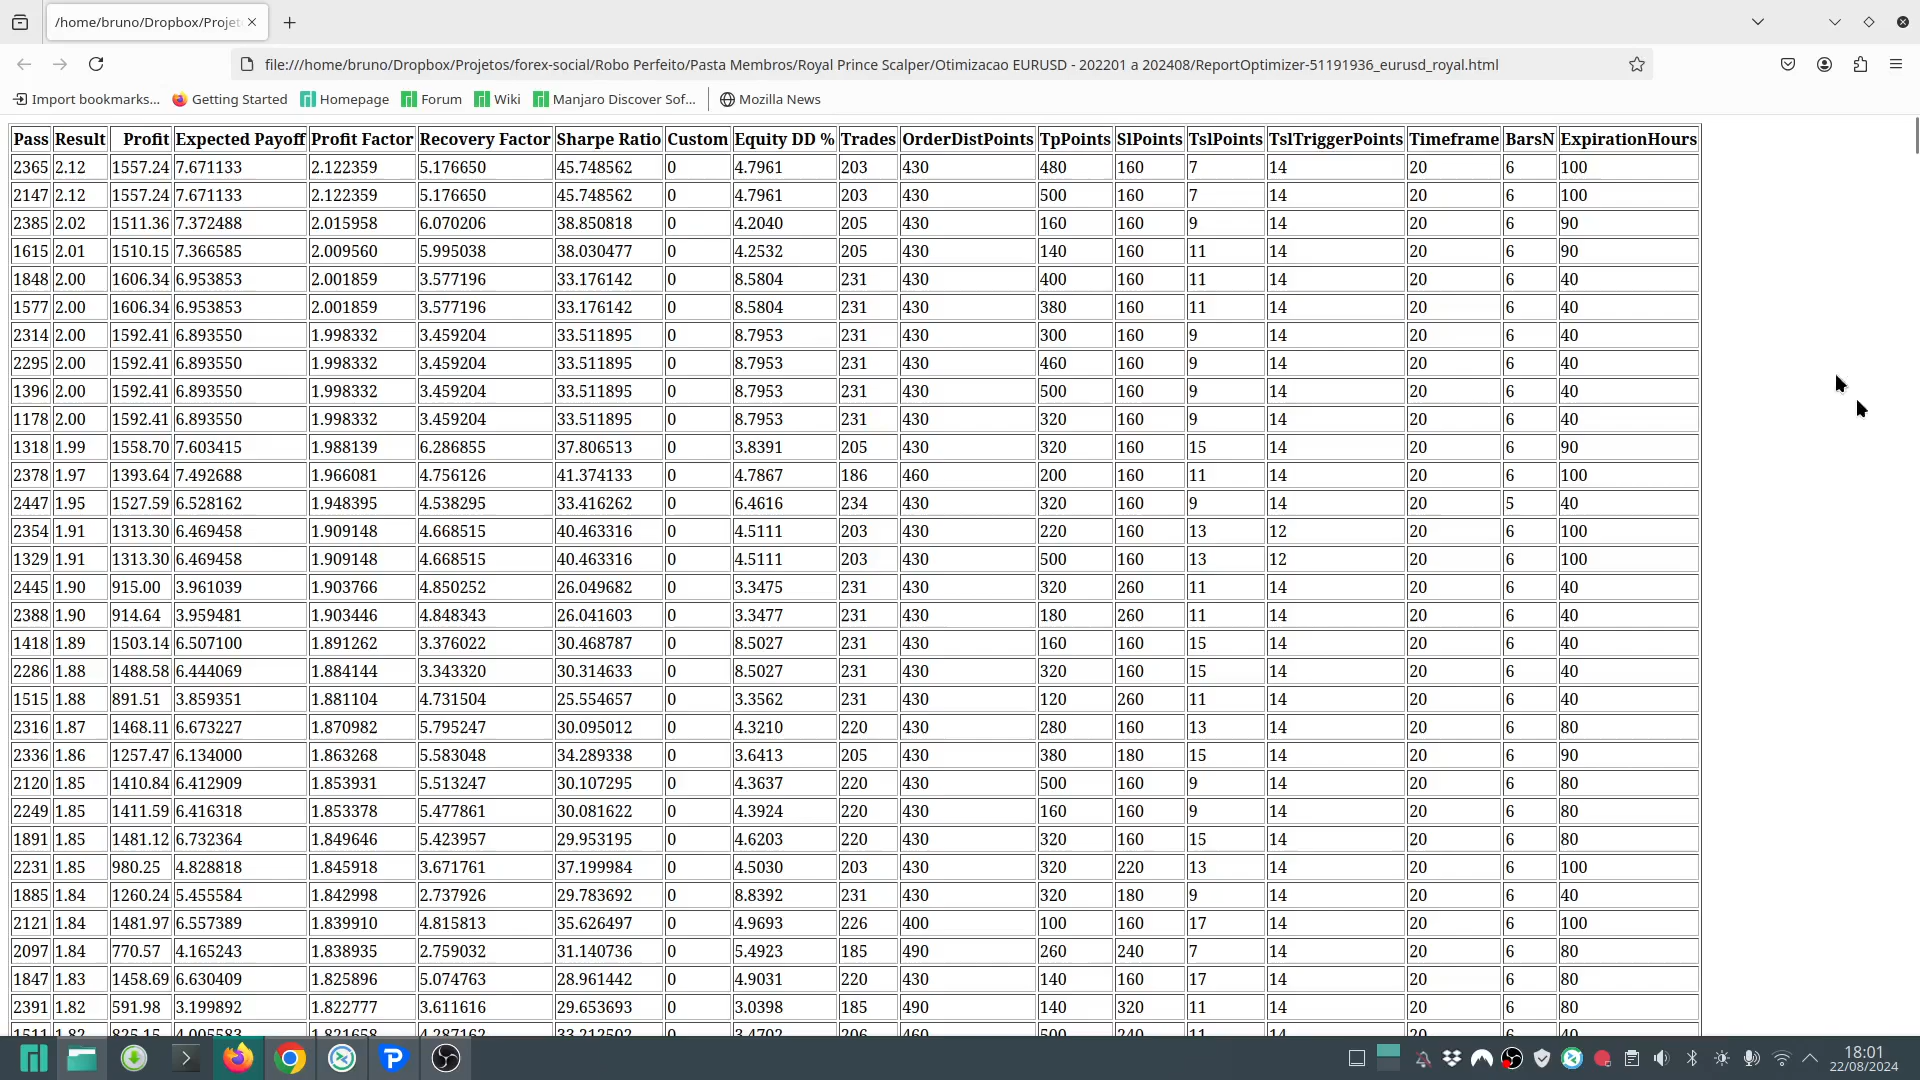 /home/bruno/Dropbox/Projet
file:///home/bruno/Dropbox/Projetos/forex-social/Robo Perfeito/Pasta Membros/Royal Prince Scalper/Otimizacao EURUSD - 202201 a 202408/ReportOptimizer-51191936_eurusd_royal.html
Import bookmarks... Getting Started Homepage Forum Wiki Manjaro Discover Sof... Mozilla News
Pass Result Profit Expected Payoff Profit Factor Recovery Factor Sharpe Ratio Custom Equity DD % Trades OrderDistPoints TpPoints SlPoints TslPoints TslTriggerPoints Timeframe BarsN ExpirationHours
2365 2.12 1557.24 7.671133 2.122359 5.176650 45.748562 0 4.7961 203 430 480 160 7 14 20 6 100
2147 2.12 1557.24 7.671133 2.122359 5.176650 45.748562 0 4.7961 203 430 500 160 7 14 20 6 100
2385 2.02 1511.36 7.372488 2.015958 6.070206 38.850818 0 4.2040 205 430 160 160 9 14 20 6 90
1615 2.01 1510.15 7.366585 2.009560 5.995038 38.030477 0 4.2532 205 430 140 160 11 14 20 6 90
1848 2.00 1606.34 6.953853 2.001859 3.577196 33.176142 0 8.5804 231 430 400 160 11 14 20 6 40
1577 2.00 1606.34 6.953853 2.001859 3.577196 33.176142 0 8.5804 231 430 380 160 11 14 20 6 40
2314 2.00 1592.41 6.893550 1.998332 3.459204 33.511895 0 8.7953 231 430 300 160 9 14 20 6 40
2295 2.00 1592.41 6.893550 1.998332 3.459204 33.511895 0 8.7953 231 430 460 160 9 14 20 6 40
1396 2.00 1592.41 6.893550 1.998332 3.459204 33.511895 0 8.7953 231 430 500 160 9 14 20 6 40
1178 2.00 1592.41 6.893550 1.998332 3.459204 33.511895 0 8.7953 231 430 320 160 9 14 20 6 40
1318 1.99 1558.70 7.603415 1.988139 6.286855 37.806513 0 3.8391 205 430 320 160 15 14 20 6 90
2378 1.97 1393.64 7.492688 1.966081 4.756126 41.374133 0 4.7867 186 460 200 160 11 14 20 6 100
2447 1.95 1527.59 6.528162 1.948395 4.538295 33.416262 0 6.4616 234 430 320 160 9 14 20 5 40
2354 1.91 1313.30 6.469458 1.909148 4.668515 40.463316 0 4.5111 203 430 220 160 13 12 20 6 100
1329 1.91 1313.30 6.469458 1.909148 4.668515 40.463316 0 4.5111 203 430 500 160 13 12 20 6 100
2445 1.90 915.00 3.961039 1.903766 4.850252 26.049682 0 3.3475 231 430 320 260 11 14 20 6 40
2388 1.90 914.64 3.959481 1.903446 4.848343 26.041603 0 3.3477 231 430 180 260 11 14 20 6 40
1418 1.89 1503.14 6.507100 1.891262 3.376022 30.468787 0 8.5027 231 430 160 160 15 14 20 6 40
2286 1.88 1488.58 6.444069 1.884144 3.343320 30.314633 0 8.5027 231 430 320 160 15 14 20 6 40
1515 1.88 891.51 3.859351 1.881104 4.731504 25.554657 0 3.3562 231 430 120 260 11 14 20 6 40
2316 1.87 1468.11 6.673227 1.870982 5.795247 30.095012 0 4.3210 220 430 280 160 13 14 20 6 80
2336 1.86 1257.47 6.134000 1.863268 5.583048 34.289338 0 3.6413 205 430 380 180 15 14 20 6 90
2120 1.85 1410.84 6.412909 1.853931 5.513247 30.107295 0 4.3637 220 430 500 160 9 14 20 6 80
2249 1.85 1411.59 6.416318 1.853378 5.477861 30.081622 0 4.3924 220 430 160 160 9 14 20 6 80
1891 1.85 1481.12 6.732364 1.849646 5.423957 29.953195 0 4.6203 220 430 320 160 15 14 20 6 80
2231 1.85 980.25 4.828818 1.845918 3.671761 37.199984 0 4.5030 203 430 320 220 13 14 20 6 100
1885 1.84 1260.24 5.455584 1.842998 2.737926 29.783692 0 8.8392 231 430 320 180 9 14 20 6 40
2121 1.84 1481.97 6.557389 1.839910 4.815813 35.626497 0 4.9693 226 400 100 160 17 14 20 6 100
2097 1.84 770.57 4.165243 1.838935 2.759032 31.140736 0 5.4923 185 490 260 240 7 14 20 6 80
1847 1.83 1458.69 6.630409 1.825896 5.074763 28.961442 0 4.9031 220 430 140 160 17 14 20 6 80
2391 1.82 591.98 3.199892 1.822777 3.611616 29.653693 0 3.0398 185 490 140 320 11 14 20 6 80
1511 1.82 825.15 4.005583 1.821658 4.287162 33.212502 0 3.4702 206 460 500 240 11 14 20 6 40
18:01
22/08/2024